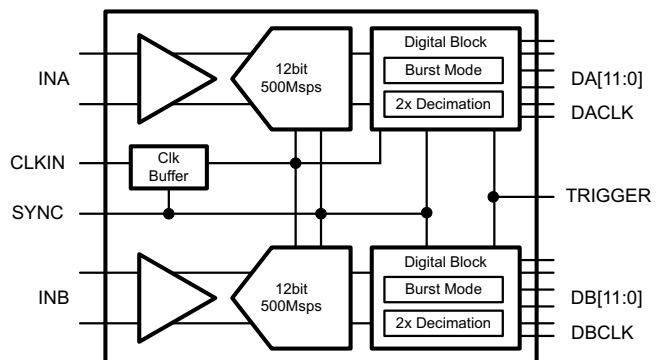 INA
12bit
500Msps
Digital Block
Burst Mode
2x Decimation
DA[11:0]
DACLK
CLKIN
Clk
Buffer
SYNC
TRIGGER
INB
12bit
500Msps
Digital Block
Burst Mode
2x Decimation
DB[11:0]
DBCLK